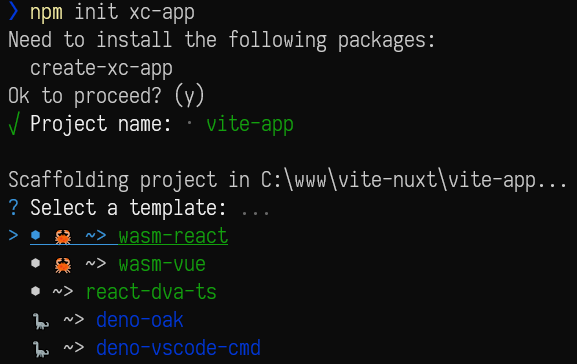 ❯ npm init xc-app
Need to install the following packages:
  create-xc-app
Ok to proceed? (y)
√ Project name: · vite-app
Scaffolding project in C:\www\vite-nuxt\vite-app...
? Select a template: ...
> ⬢ 🦀 ~> wasm-react
  ⬢ 🦀 ~> wasm-vue
  ⬢ ~> react-dva-ts
  🦕 ~> deno-oak
  🦕 ~> deno-vscode-cmd